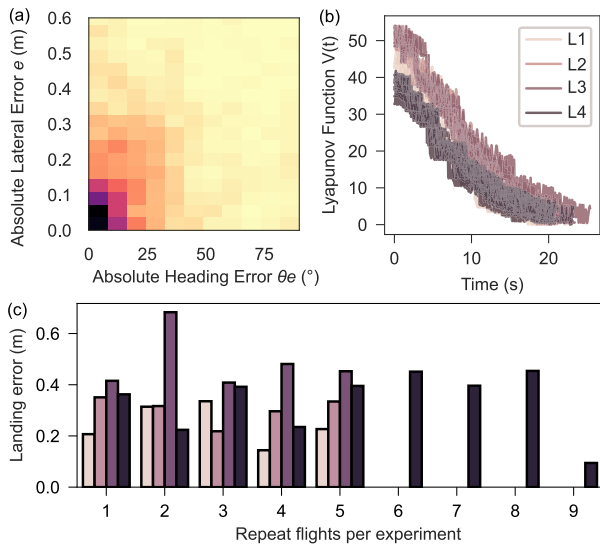 (a)
0.6
0.5
0.4
0.3
0.2
0.1
0.0
Absolute Lateral Error e (m)
0 25 50 75
Absolute Heading Error θe (°)
(b)
50
40
30
20
10
0
Lyapunov Function V(t)
L1
L2
L3
L4
0 10 20
Time (s)
(c)
0.6
0.4
0.2
0.0
Landing error (m)
1 2 3 4 5 6 7 8 9
Repeat flights per experiment